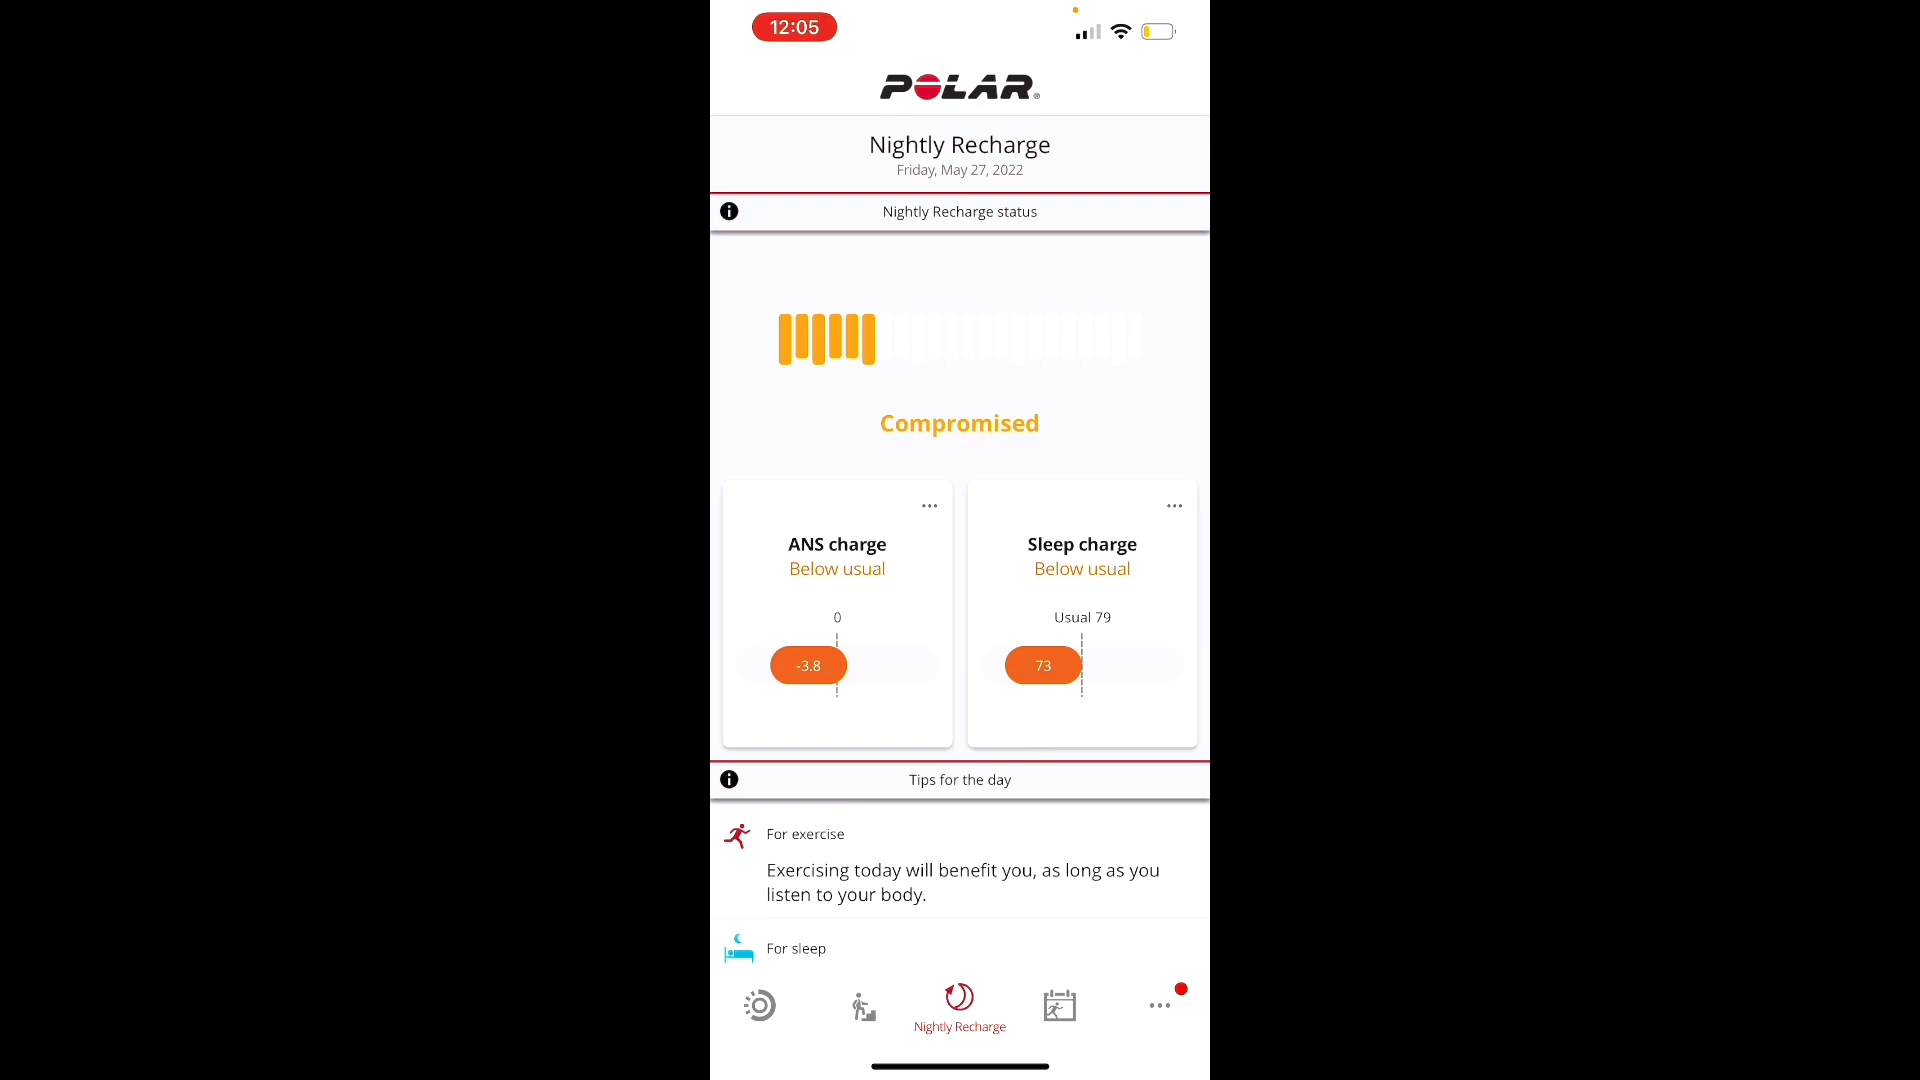 12:05
POLAR®
Nightly Recharge
Friday, May 27, 2022
Nightly Recharge status
Compromised
ANS charge
Below usual
0
-3.8
Sleep charge
Below usual
Usual 79
73
Tips for the day
For exercise
Exercising today will benefit you, as long as you
listen to your body.
For sleep
Nightly Recharge